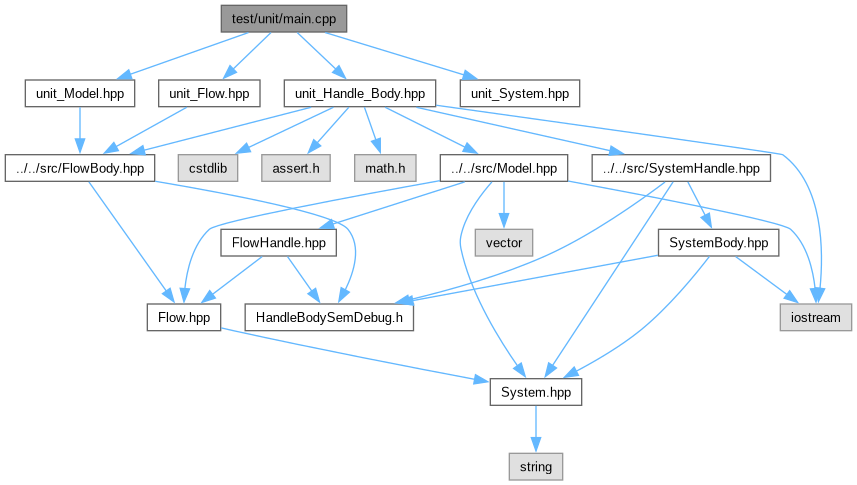 test/unit/main.cpp
unit_Model.hpp
unit_Flow.hpp
unit_Handle_Body.hpp
unit_System.hpp
../../src/FlowBody.hpp
cstdlib
assert.h
math.h
../../src/Model.hpp
../../src/SystemHandle.hpp
FlowHandle.hpp
vector
SystemBody.hpp
Flow.hpp
HandleBodySemDebug.h
iostream
System.hpp
string